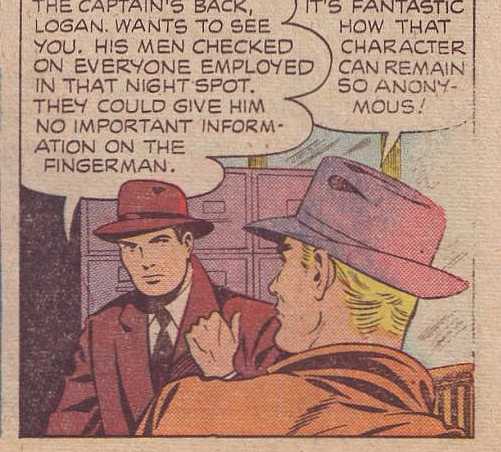 THE CAPTAIN'S BACK,
LOGAN. WANTS TO SEE
YOU. HIS MEN CHECKED
ON EVERYONE EMPLOYED
IN THAT NIGHT SPOT.
THEY COULD GIVE HIM
NO IMPORTANT INFORM-
ATION ON THE
FINGERMAN.
IT'S FANTASTIC
HOW THAT
CHARACTER
CAN REMAIN
SO ANONY-
MOUS!